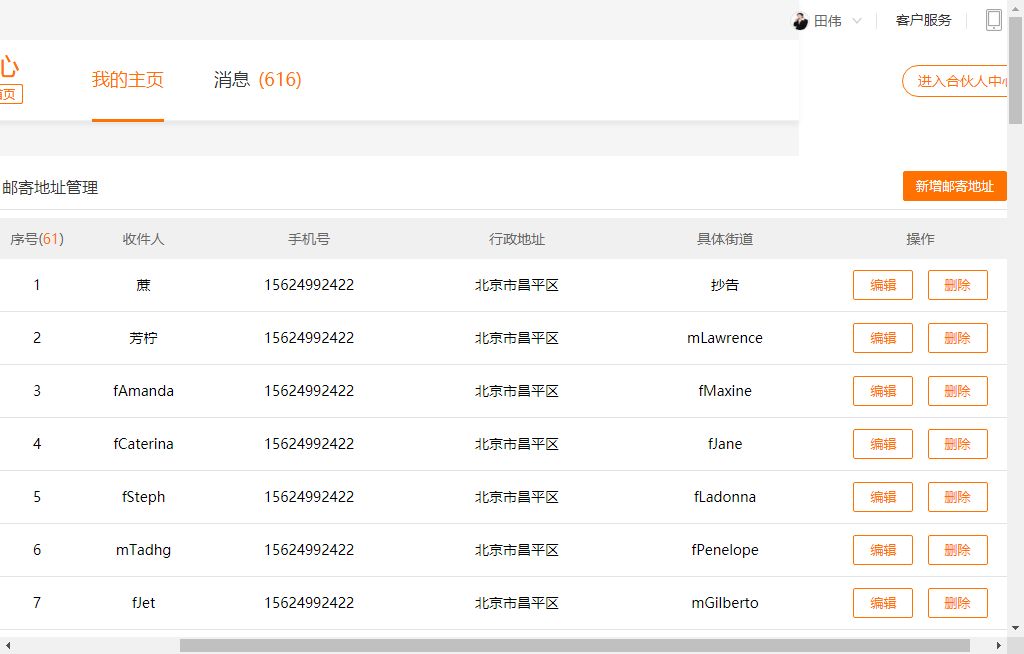 田伟 客户服务
心
我的主页 消息 (616) 进入合伙人中心
首页
邮寄地址管理 新增邮寄地址
序号(61) 收件人 手机号 行政地址 具体街道 操作
1 蔗 15624992422 北京市昌平区 抄告 编辑 删除
2 芳柠 15624992422 北京市昌平区 mLawrence 编辑 删除
3 fAmanda 15624992422 北京市昌平区 fMaxine 编辑 删除
4 fCaterina 15624992422 北京市昌平区 fJane 编辑 删除
5 fSteph 15624992422 北京市昌平区 fLadonna 编辑 删除
6 mTadhg 15624992422 北京市昌平区 fPenelope 编辑 删除
7 fJet 15624992422 北京市昌平区 mGilberto 编辑 删除